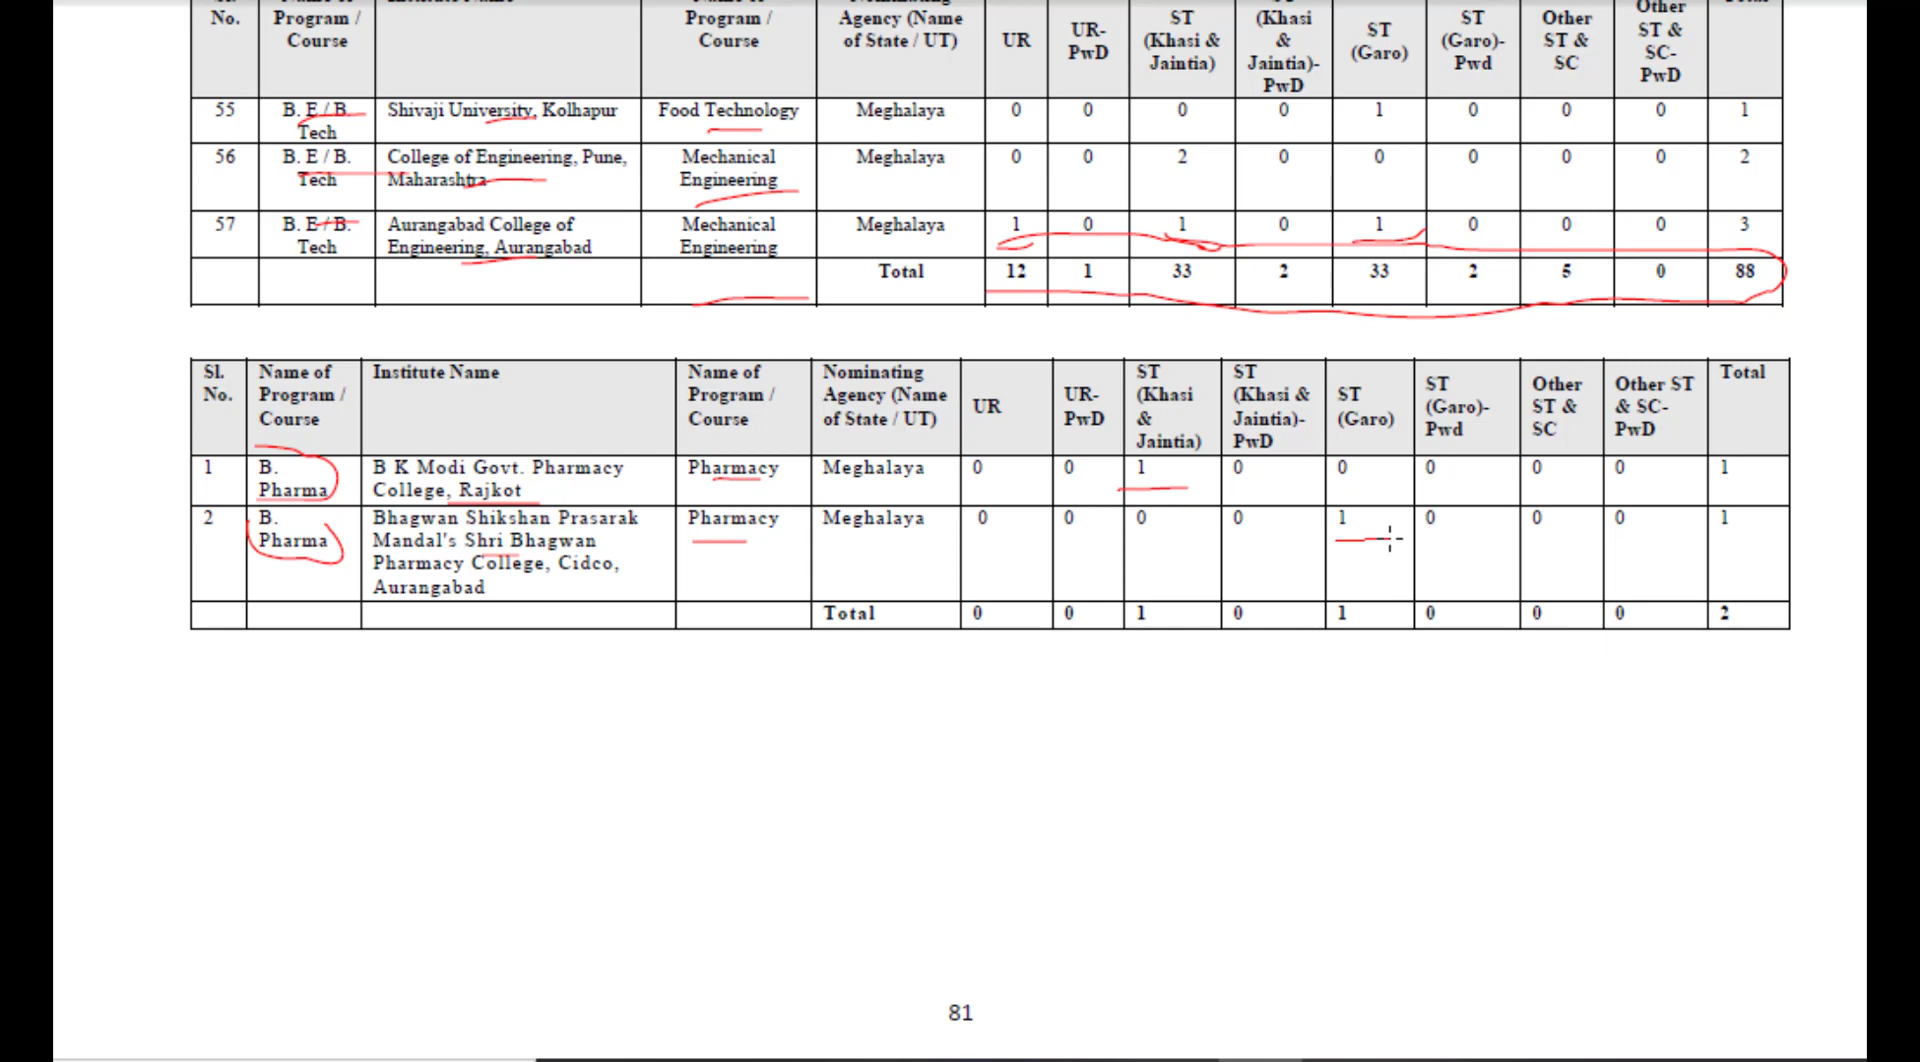 No. Program / Program / Agency (Name ST (Khasi ST Other Other
Course Course of State / UT) UR UR-PwD (Khasi & Jaintia) & Jaintia)-PwD ST (Garo) (Garo)-Pwd ST & SC ST & SC-PwD
55 B. E / B. Tech Shivaji University, Kolhapur Food Technology Meghalaya 0 0 0 0 1 0 0 0 1
56 B. E / B. Tech College of Engineering, Pune, Maharashtra Mechanical Engineering Meghalaya 0 0 2 0 0 0 0 0 2
57 B. E / B. Tech Aurangabad College of Engineering, Aurangabad Mechanical Engineering Meghalaya 1 0 1 0 1 0 0 0 3
Total 12 1 33 2 33 2 5 0 88
Sl. No. Name of Program / Course Institute Name Name of Program / Course Nominating Agency (Name of State / UT) UR UR-PwD ST (Khasi & Jaintia) ST (Khasi & Jaintia)-PwD ST (Garo) ST (Garo)-Pwd Other ST & SC Other ST & SC-PwD Total
1 B. Pharma B K Modi Govt. Pharmacy College, Rajkot Pharmacy Meghalaya 0 0 1 0 0 0 0 0 1
2 B. Pharma Bhagwan Shikshan Prasarak Mandal's Shri Bhagwan Pharmacy College, Cidco, Aurangabad Pharmacy Meghalaya 0 0 0 0 1 0 0 0 1
Total 0 0 1 0 1 0 0 0 2
81